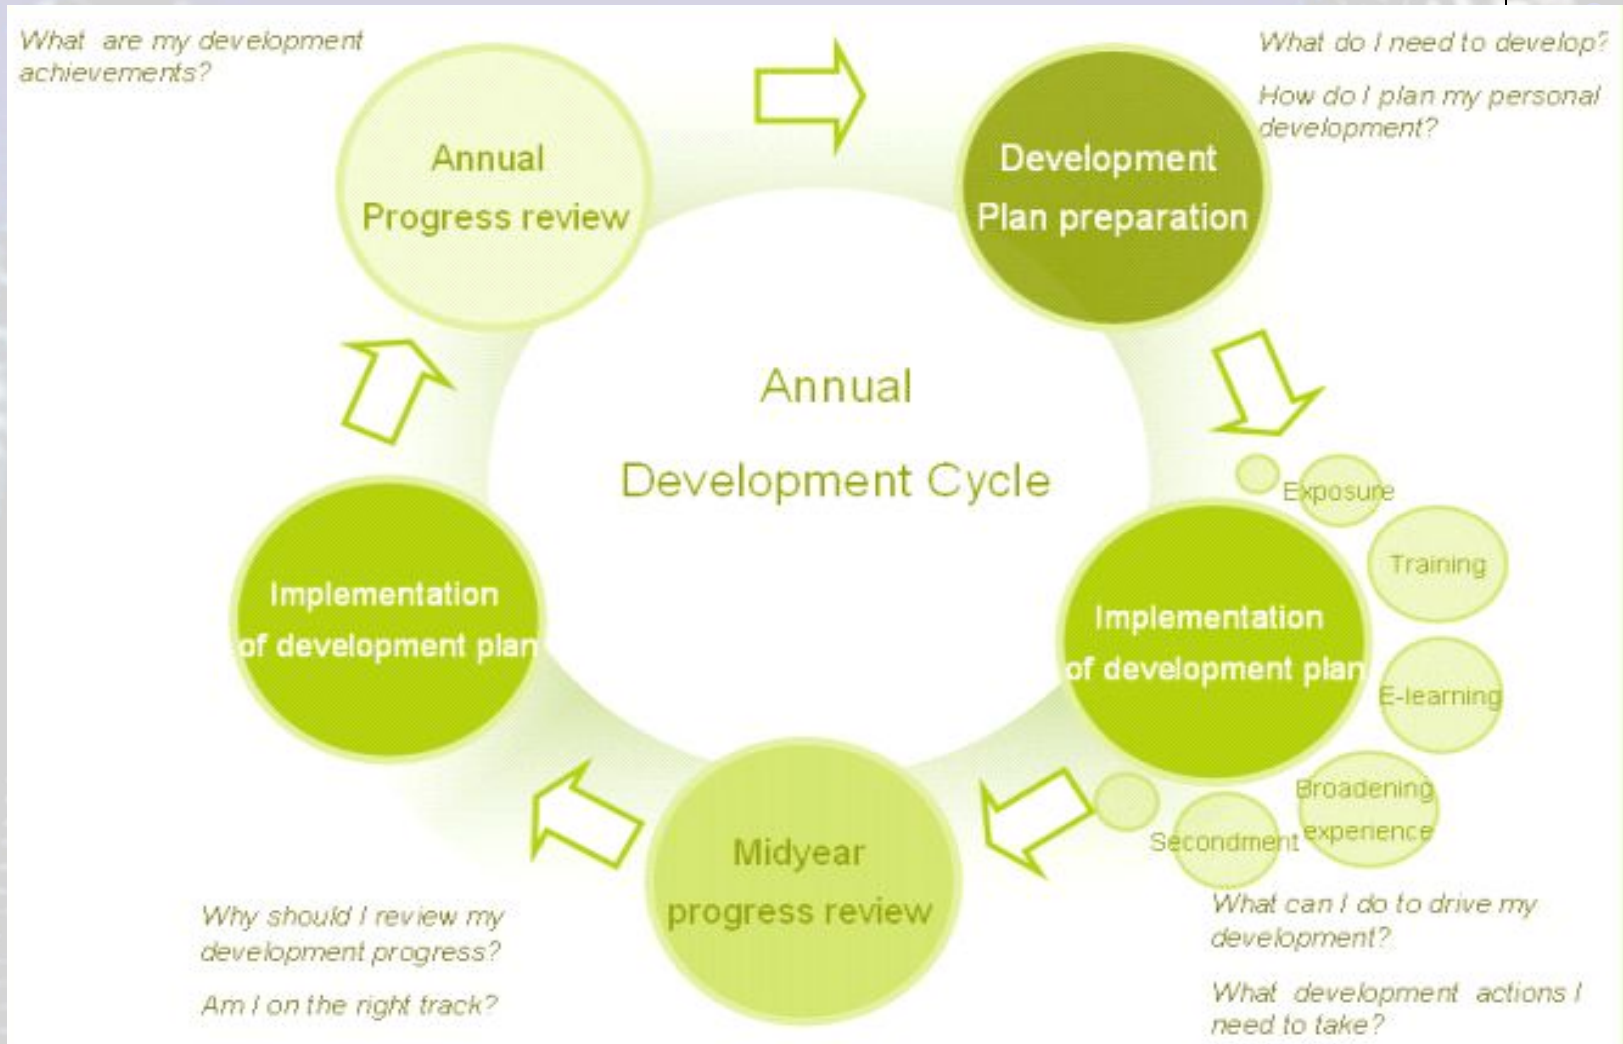 What are my development
achievements?
What do I need to develop?
How do I plan my personal
development?
Annual
Progress review
Development
Plan preparation
Annual
Development Cycle
Exposure
Training
E-learning
Broadening
experience
Secondment
Implementation
of development plan
Implementation
of development plan
Midyear
progress review
Why should I review my
development progress?
Am I on the right track?
What can I do to drive my
development?
What development actions I
need to take?